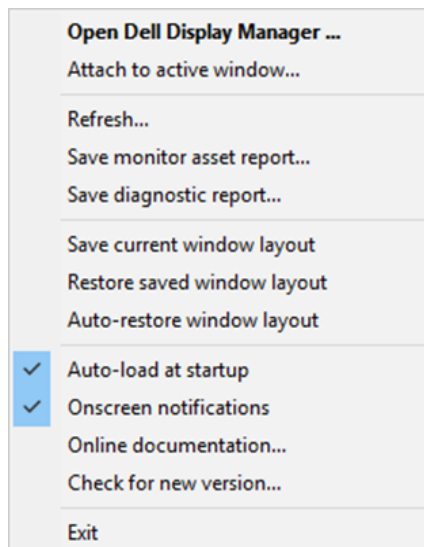 Open Dell Display Manager ...
Attach to active window...
Refresh...
Save monitor asset report...
Save diagnostic report...
Save current window layout
Restore saved window layout
Auto-restore window layout
Auto-load at startup
Onscreen notifications
Online documentation...
Check for new version...
Exit